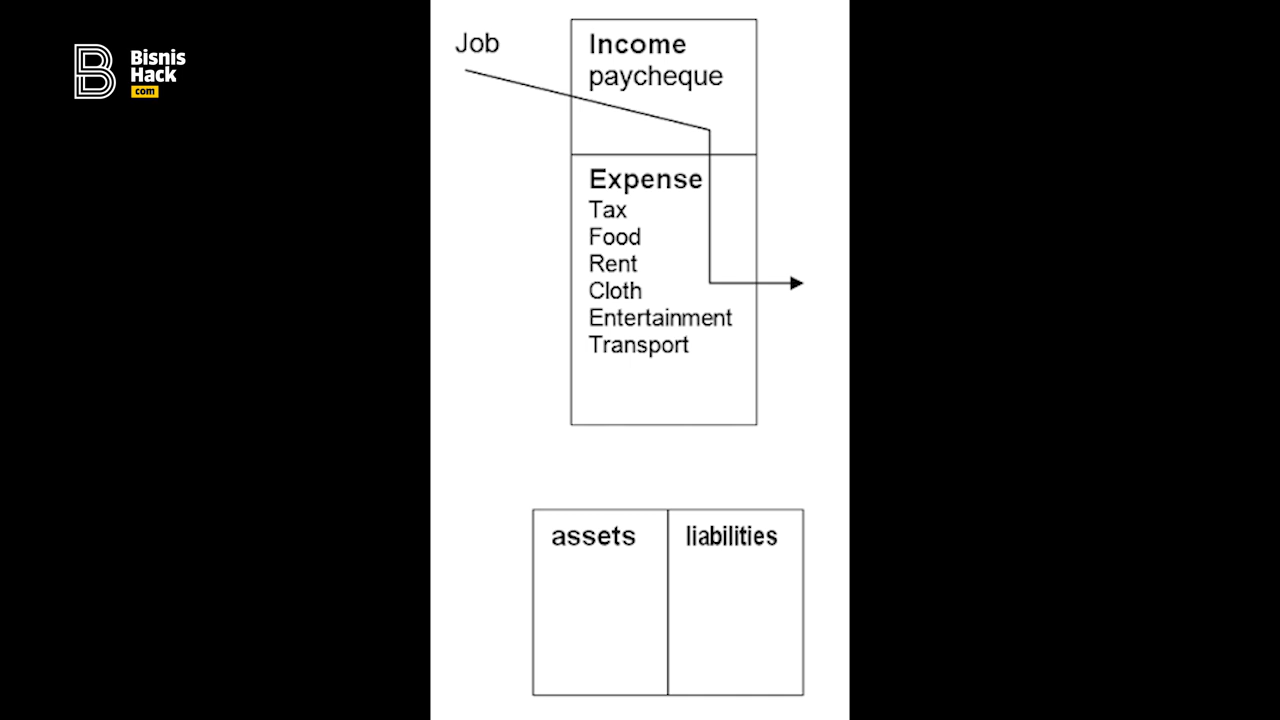 Bisnis
Hack
com
Job
Income
paycheque
Expense
Tax
Food
Rent
Cloth
Entertainment
Transport
assets
liabilities